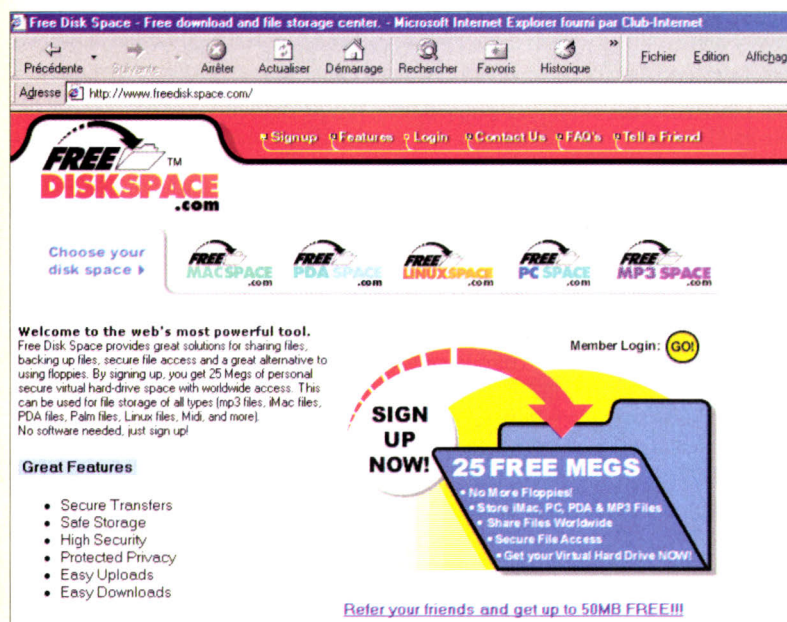 Free Disk Space - Free download and file storage center. - Microsoft Internet Explorer fourni par Club-Internet
Précédente Suivante Arrêter Actualiser Démarrage Rechercher Favoris Historique » Fichier Edition Affichag
Adresse http://www.freediskspace.com/
Signup Features Login Contact Us FAQ's Tell a Friend
FREE TM
DISKSPACE
.com
Choose your
disk space
FREE
MACSPACE
.com
FREE
PDA SPACE
.com
FREE
LINUXSPACE
.com
FREE
PC SPACE
.com
FREE
MP3 SPACE
.com
Welcome to the web's most powerful tool.
Free Disk Space provides great solutions for sharing files,
backing up files, secure file access and a great alternative to
using floppies. By signing up, you get 25 Megs of personal
secure virtual hard-drive space with worldwide access. This
can be used for file storage of all types (mp3 files, iMac files,
PDA files, Palm files, Linux files, Midi, and more).
No software needed, just sign up!
Great Features
• Secure Transfers
• Safe Storage
• High Security
• Protected Privacy
• Easy Uploads
• Easy Downloads
Member Login: GO!
SIGN
UP
NOW!
25 FREE MEGS
• No More Floppies!
• Store iMac, PC, PDA & MP3 Files
• Share Files Worldwide
• Secure File Access
• Get your Virtual Hard Drive NOW!
Refer your friends and get up to 50MB FREE!!!